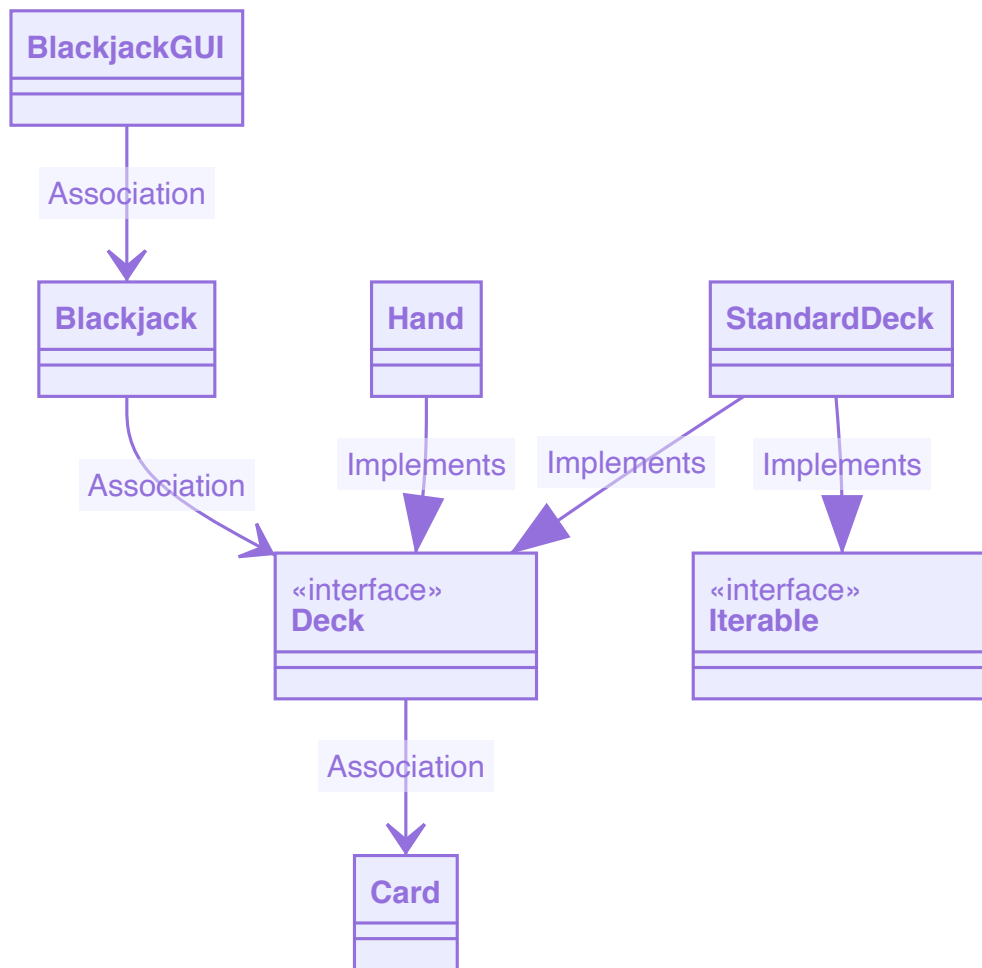 BlackjackGUI
Association
Blackjack
Hand
StandardDeck
Association
Implements
Implements
Implements
«interface»
Deck
«interface»
Iterable
Association
Card